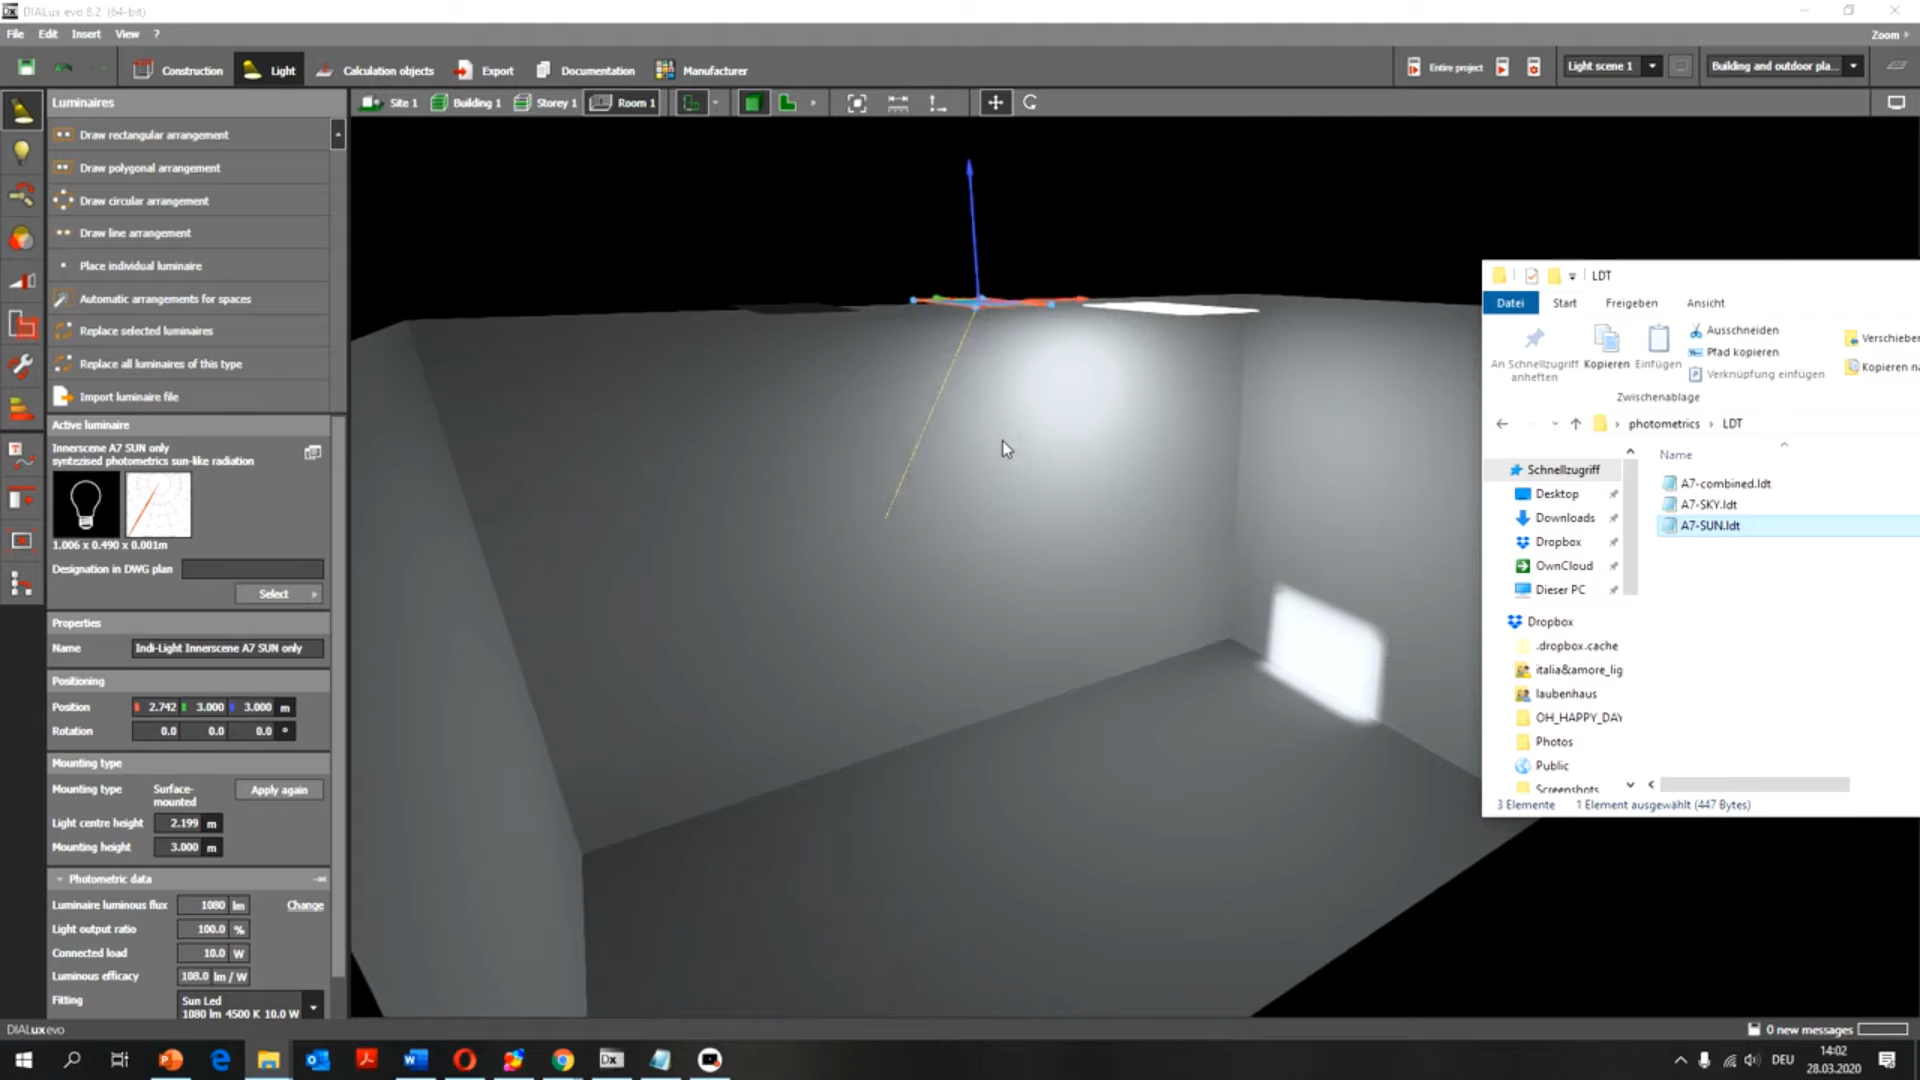 DIALux evo 8.2 (64-bit)
File Edit Insert View ?
Zoom
Construction Light Calculation objects Export Documentation Manufacturer
Entire project Light scene 1 Building and outdoor pla...
Luminaires
Site 1 Building 1 Storey 1 Room 1
Draw rectangular arrangement
Draw polygonal arrangement
Draw circular arrangement
Draw line arrangement
Place individual luminaire
Automatic arrangements for spaces
Replace selected luminaires
Replace all luminaires of this type
Import luminaire file
Active luminaire
Innerscene A7 SUN only
syntezised photometrics sun-like radiation
1.006 x 0.490 x 0.001m
Designation in DWG plan
Select
Properties
Name Indi-Light Innerscene A7 SUN only
Positioning
Position 2.742 3.000 3.000 m
Rotation 0.0 0.0 0.0 °
Mounting type
Mounting type Surface-mounted Apply again
Light centre height 2.199 m
Mounting height 3.000 m
Photometric data
Luminaire luminous flux 1080 lm Change
Light output ratio 100.0 %
Connected load 10.0 W
Luminous efficacy 108.0 lm / W
Fitting Sun Led
1080 lm 4500 K 10.0 W
LDT
Datei Start Freigeben Ansicht
An Schnellzugriff anheften
Kopieren
Einfügen
Ausschneiden
Pfad kopieren
Verknüpfung einfügen
Verschieben
Kopieren na
Zwischenablage
photometrics LDT
Name
Schnellzugriff
Desktop
Downloads
Dropbox
OwnCloud
Dieser PC
Dropbox
.dropbox.cache
italia&amore_lig
laubenhaus
OH_HAPPY_DAY
Photos
Public
Screenshots
A7-combined.ldt
A7-SKY.ldt
A7-SUN.ldt
3 Elemente 1 Element ausgewählt (447 Bytes)
DIALux evo
0 new messages
DEU
14:02
28.03.2020